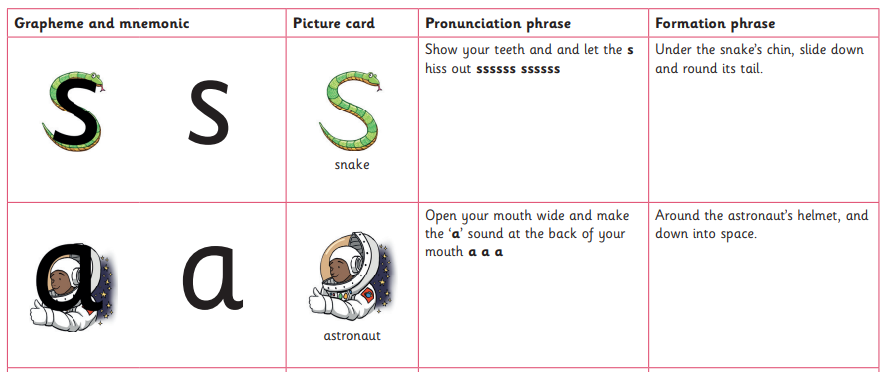 Grapheme and mnemonic
Picture card
Pronunciation phrase
Formation phrase
s
s
snake
Show your teeth and and let the s
hiss out ssssss ssssss
Under the snake's chin, slide down
and round its tail.
a
a
astronaut
Open your mouth wide and make
the 'a' sound at the back of your
mouth a a a
Around the astronaut's helmet, and
down into space.